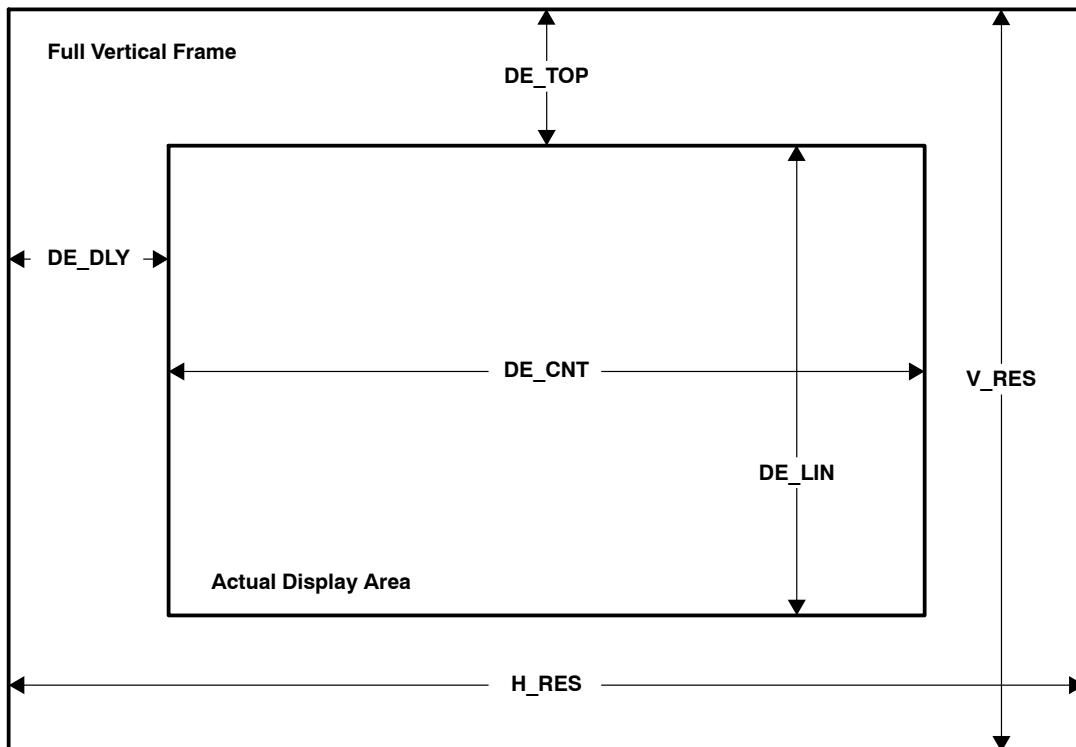 Full Vertical Frame
DE_TOP
DE_DLY
DE_CNT
V_RES
DE_LIN
Actual Display Area
H_RES